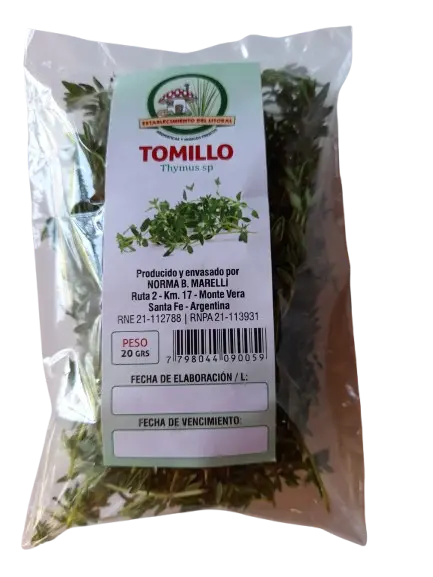 ESTABLECIMIENTO DEL LITORAL
TOMILLO
Thymus sp
Producido y envasado por
NORMA B. MARELLI
Ruta 2 - Km. 17 - Monte Vera
Santa Fe - Argentina
RNE 21-112788 | RNPA 21-113931
PESO
20 GRS
7 798044 090059
FECHA DE ELABORACIÓN / L:
FECHA DE VENCIMIENTO: